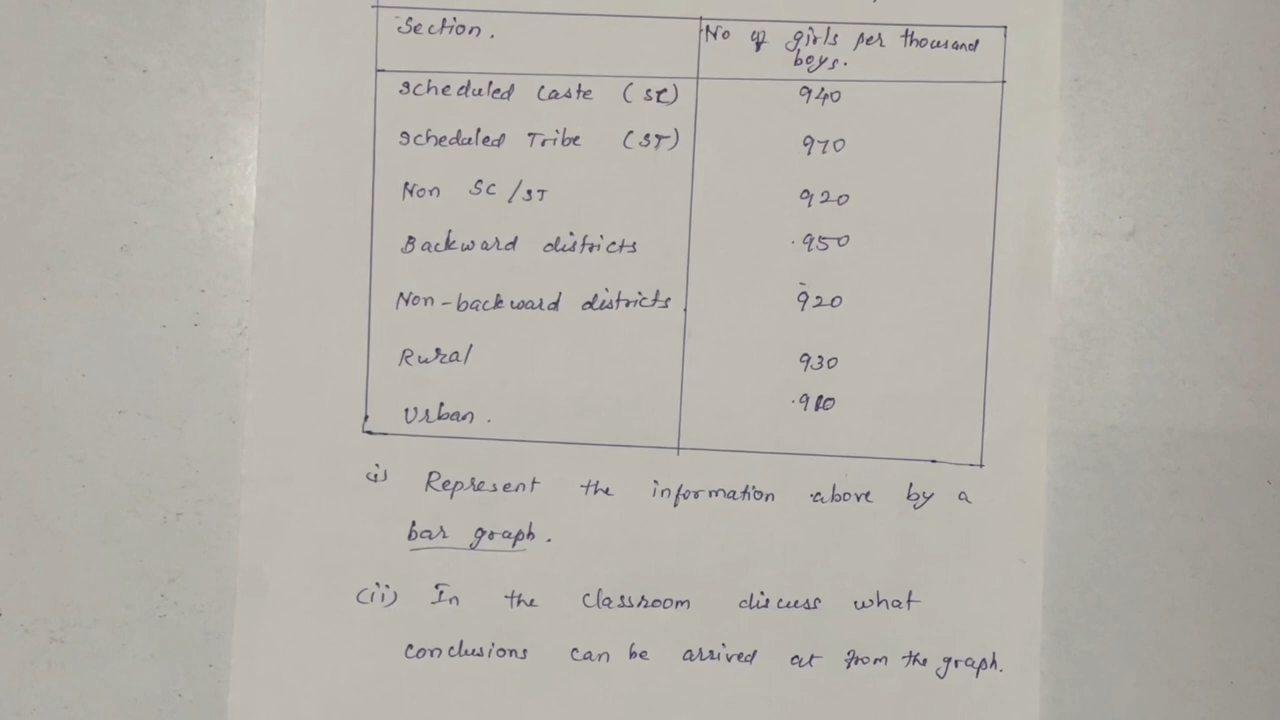 Section. No of girls per thousand
boys.
Scheduled Caste (SC) 940
Scheduled Tribe (ST) 970
Non SC/ST 920
Backward districts 950
Non-backward districts 920
Rural 930
Urban. 910
(i) Represent the information above by a
bar graph.
(ii) In the classroom discuss what
conclusions can be arrived at from the graph.